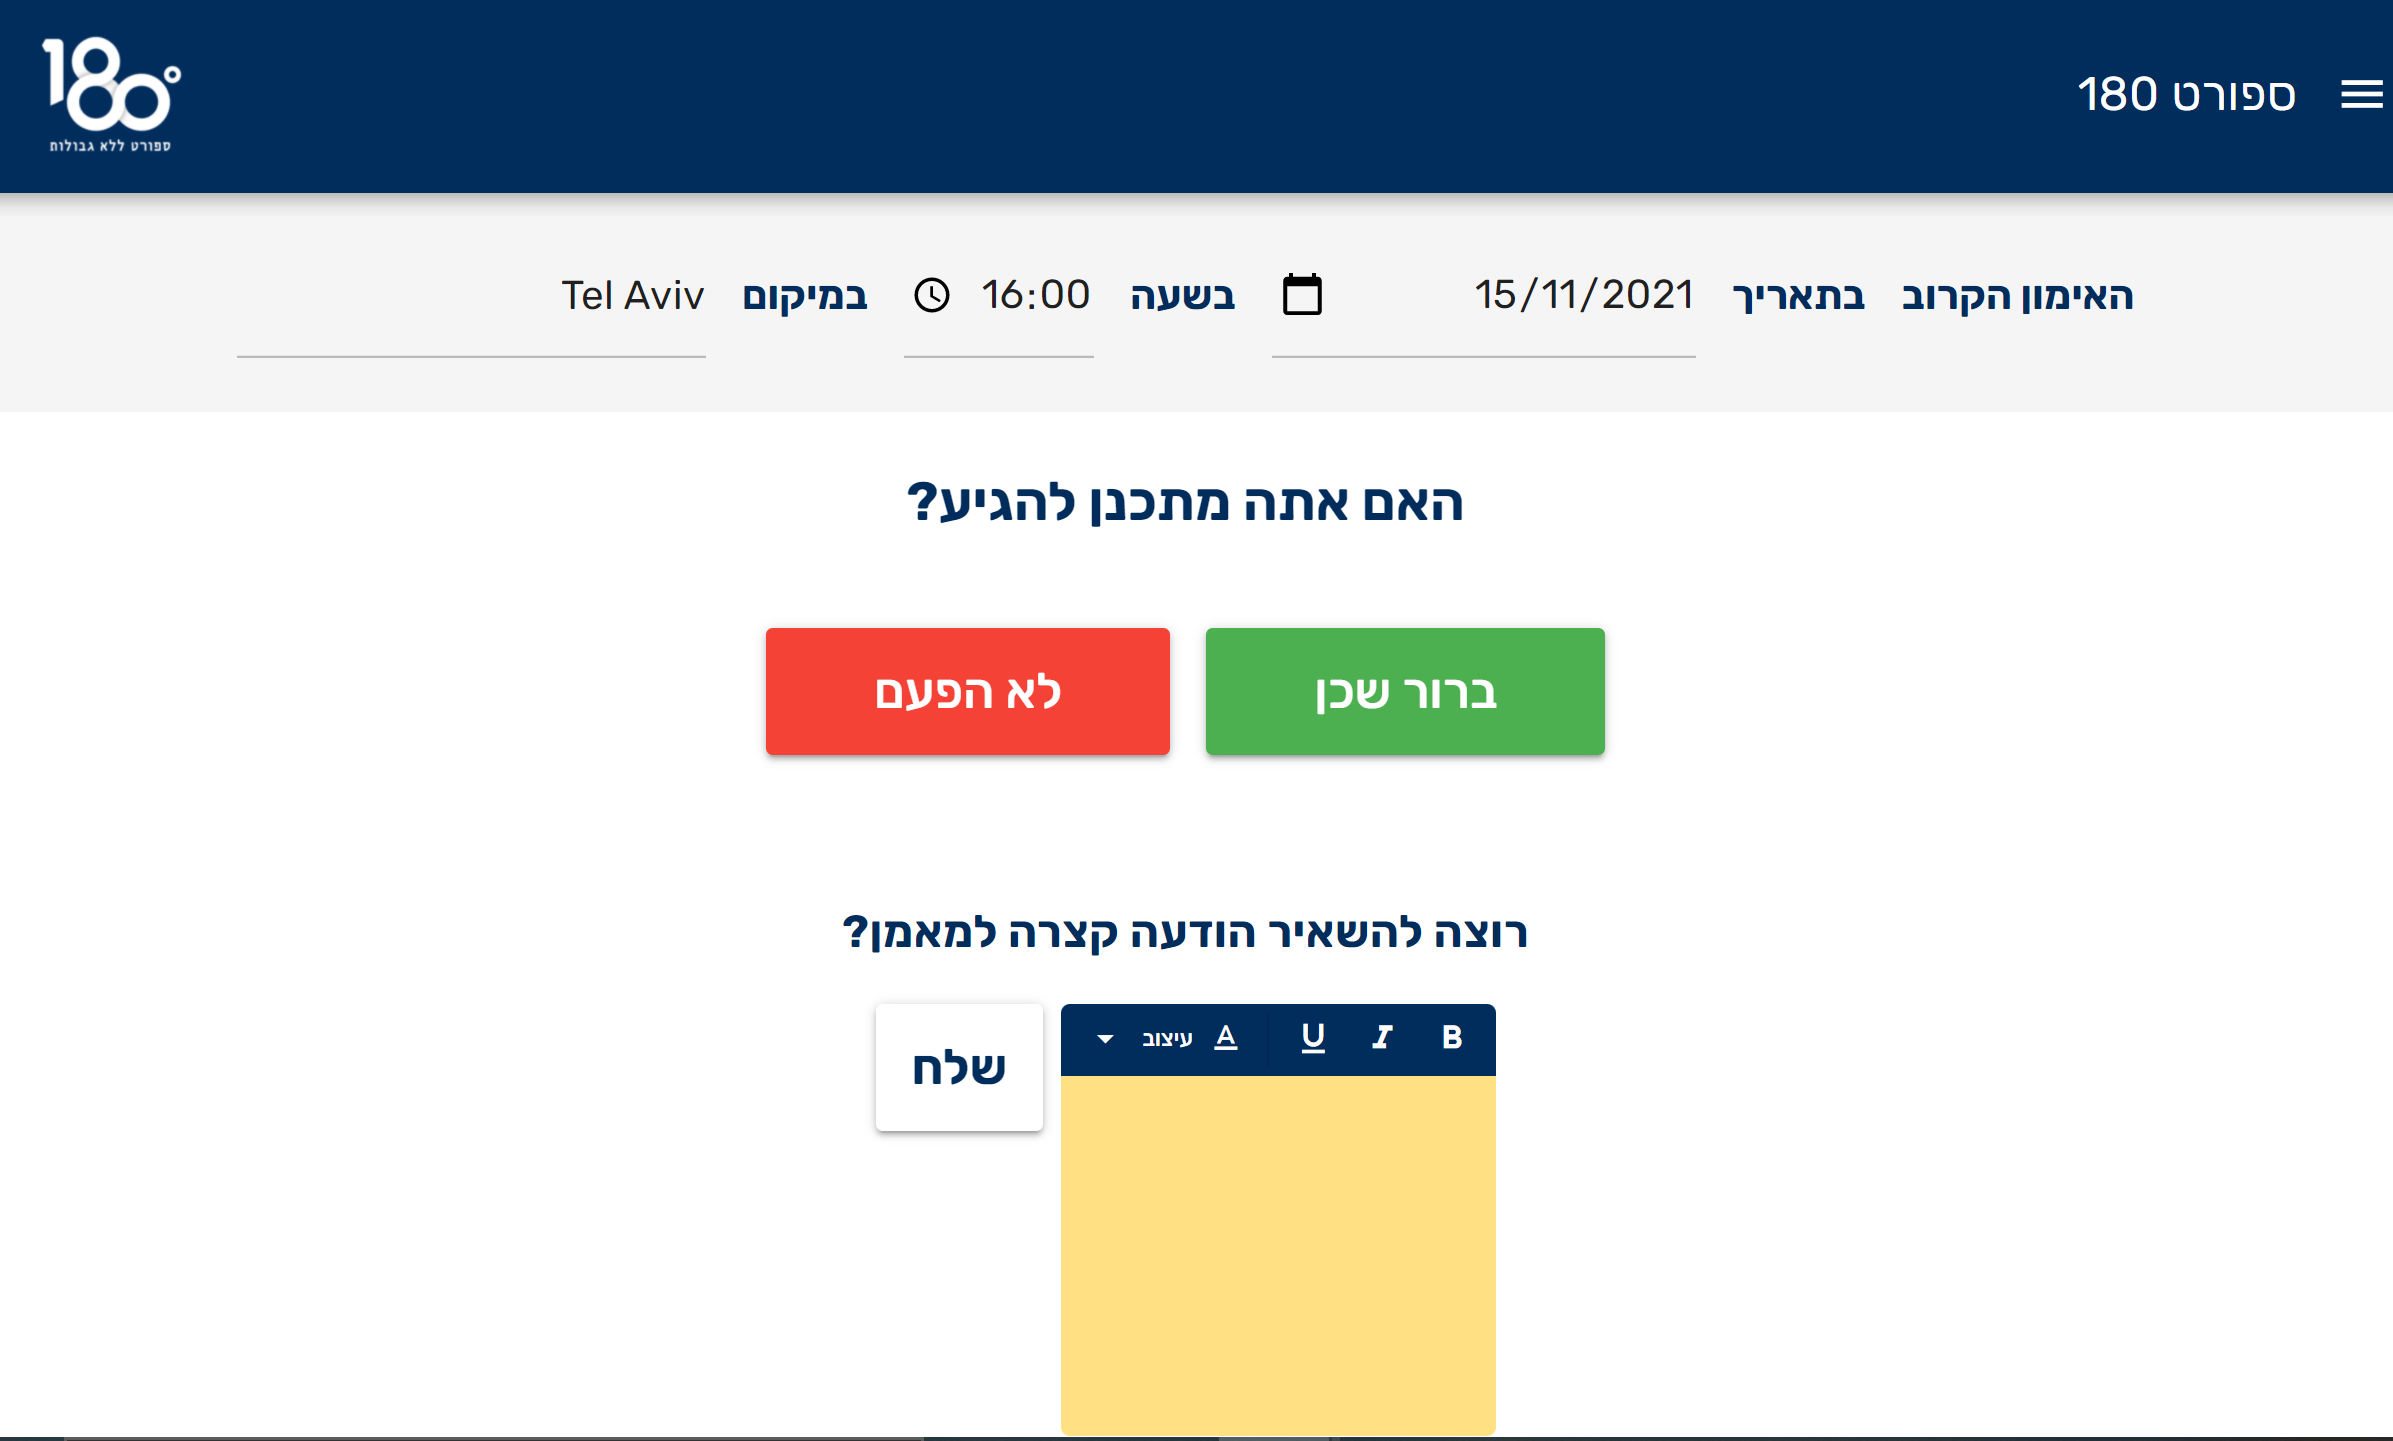 ספורט 180
180°
ספורט ללא גבולות
האימון הקרוב בתאריך 15/11/2021 בשעה 16:00 במיקום Tel Aviv
האם אתה מתכנן להגיע?
ברור שכן
לא הפעם
רוצה להשאיר הודעה קצרה למאמן?
B I U A עיצוב
שלח